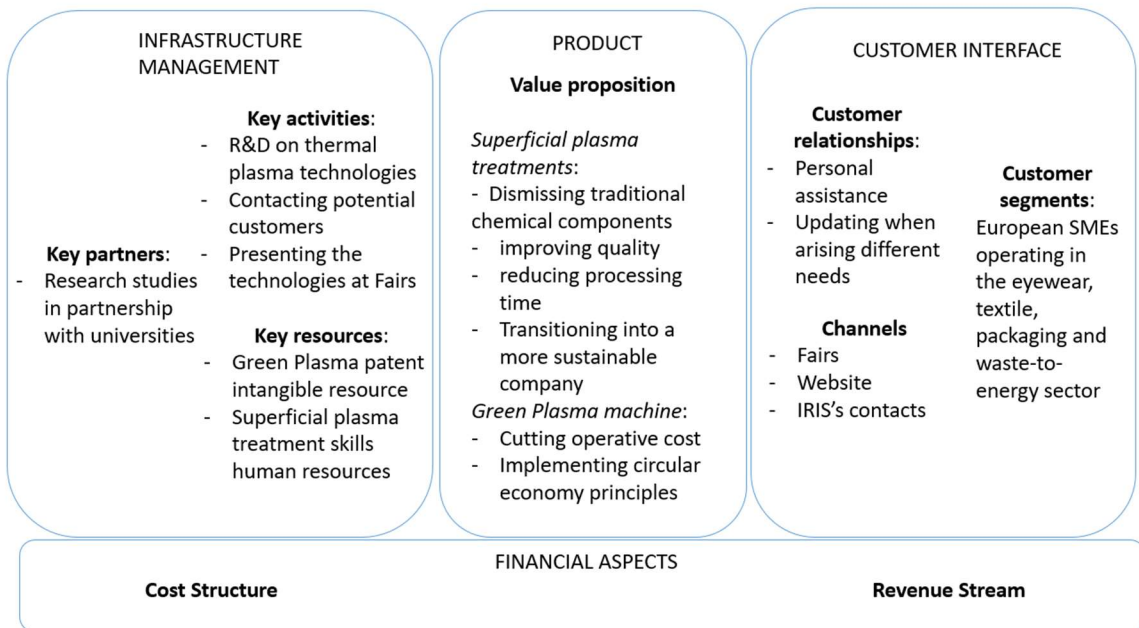 INFRASTRUCTURE
MANAGEMENT
Key partners:
- Research studies
in partnership
with universities
Key activities:
- R&D on thermal
plasma technologies
- Contacting potential
customers
- Presenting the
technologies at Fairs
Key resources:
- Green Plasma patent
intangible resource
- Superficial plasma
treatment skills
human resources
PRODUCT
Value proposition
Superficial plasma
treatments:
- Dismissing traditional
chemical components
- improving quality
- reducing processing
time
- Transitioning into a
more sustainable
company
Green Plasma machine:
- Cutting operative cost
- Implementing circular
economy principles
CUSTOMER INTERFACE
Customer
relationships:
- Personal
assistance
- Updating when
arising different
needs
Channels
- Fairs
- Website
- IRIS’s contacts
Customer
segments:
European SMEs
operating in
the eyewear,
textile,
packaging and
waste-to-
energy sector
FINANCIAL ASPECTS
Cost Structure
Revenue Stream